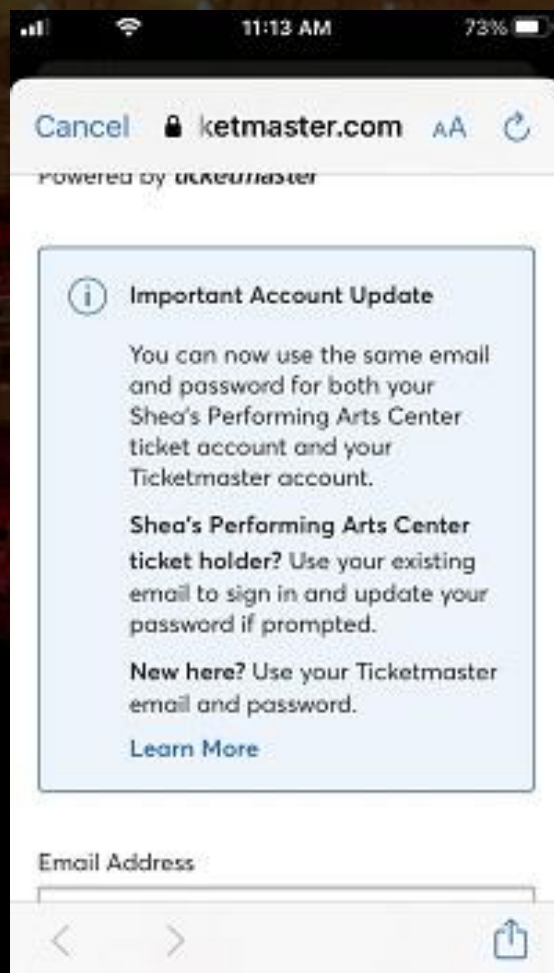 11:13 AM
73%
Cancel
ketmaster.com
AA
Powered by ticketmaster
Important Account Update
You can now use the same email
and password for both your
Shea's Performing Arts Center
ticket account and your
Ticketmaster account.
Shea's Performing Arts Center
ticket holder? Use your existing
email to sign in and update your
password if prompted.
New here? Use your Ticketmaster
email and password.
Learn More
Email Address